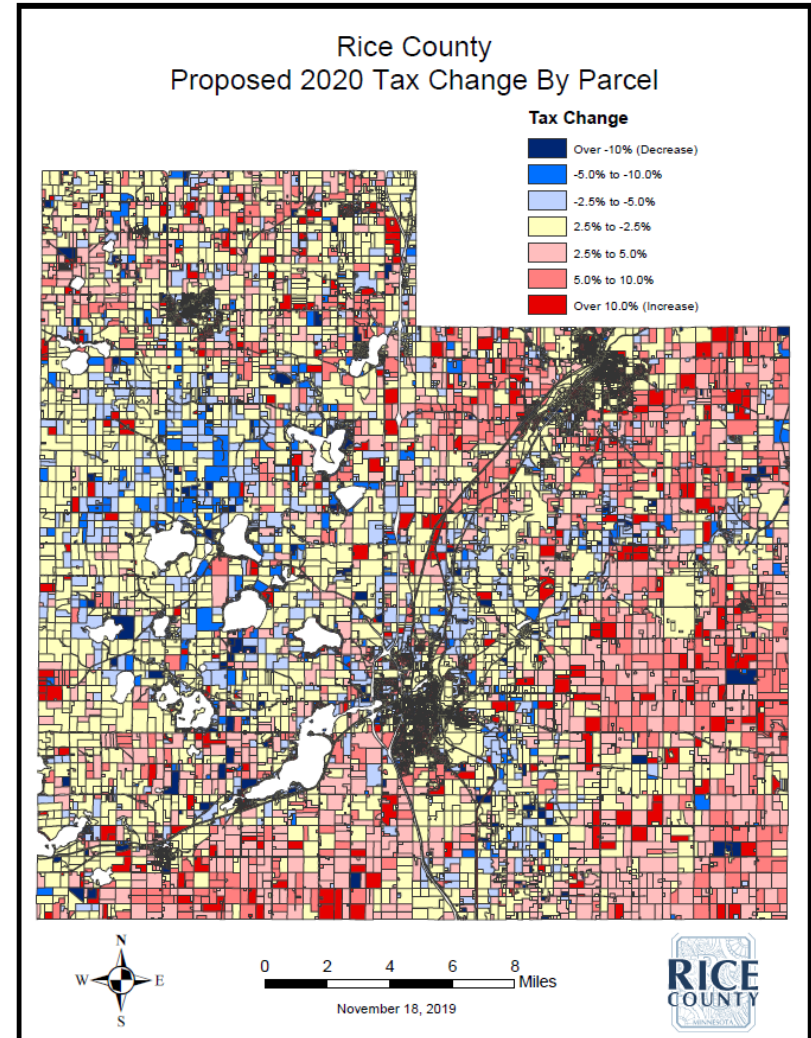 Rice County
Proposed 2020 Tax Change By Parcel
Tax Change
Over -10% (Decrease)
-5.0% to -10.0%
-2.5% to -5.0%
2.5% to -2.5%
2.5% to 5.0%
5.0% to 10.0%
Over 10.0% (Increase)
N
W E
S
0 2 4 6 8
Miles
November 18, 2019
RICE
COUNTY
MINNESOTA